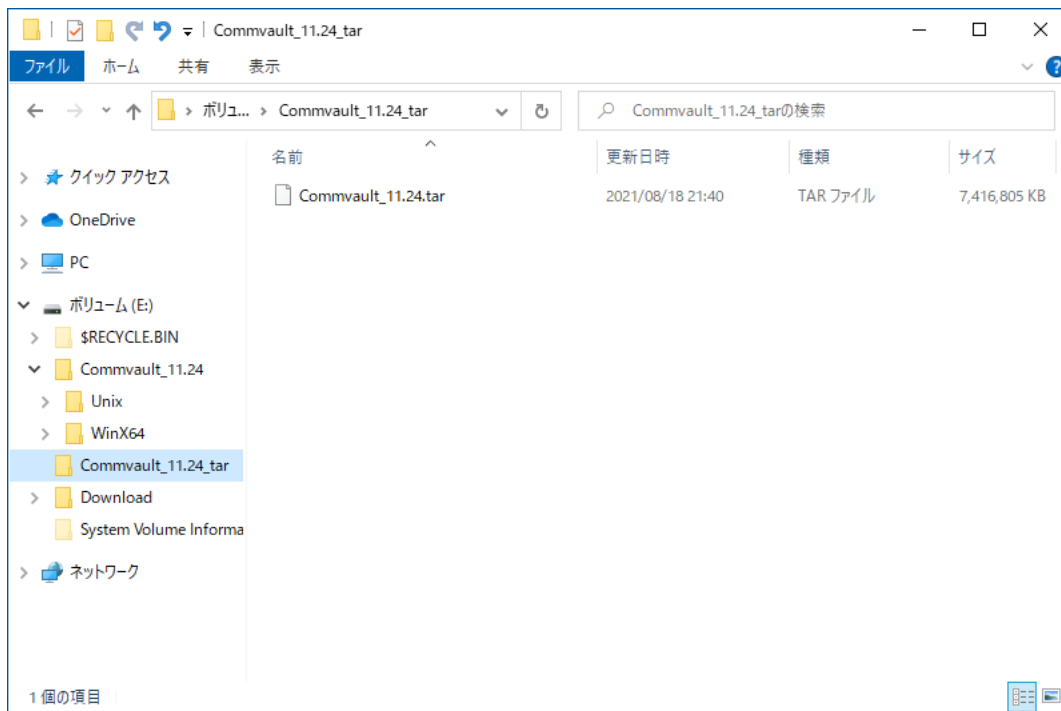 Commvault_11.24_tar
ファイル ホーム 共有 表示
ボリュ... Commvault_11.24_tar Commvault_11.24_tarの検索
名前 更新日時 種類 サイズ
Commvault_11.24.tar 2021/08/18 21:40 TAR ファイル 7,416,805 KB
クイック アクセス
OneDrive
PC
ボリューム (E:)
$RECYCLE.BIN
Commvault_11.24
Unix
WinX64
Commvault_11.24_tar
Download
System Volume Informa
ネットワーク
1 個の項目